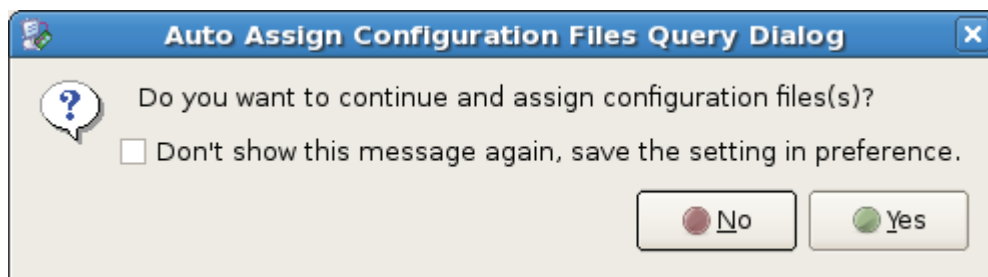 Auto Assign Configuration Files Query Dialog
Do you want to continue and assign configuration files(s)?
Don't show this message again, save the setting in preference.
No
Yes